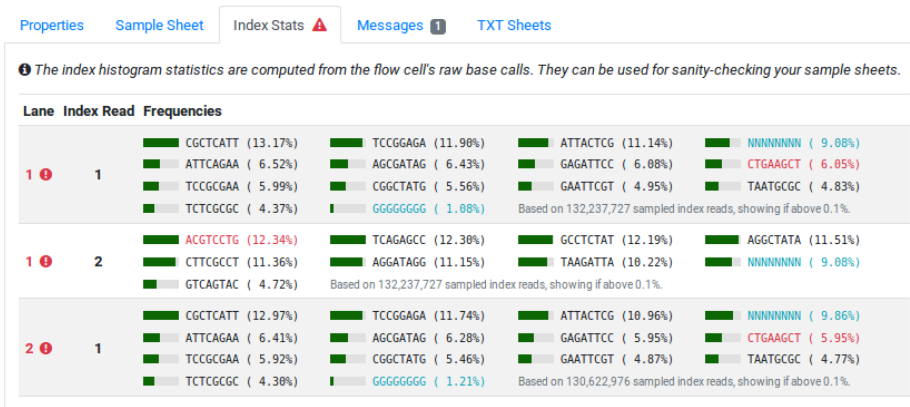 Properties Sample Sheet Index Stats Messages 1 TXT Sheets
The index histogram statistics are computed from the flow cell's raw base calls. They can be used for sanity-checking your sample sheets.
Lane Index Read Frequencies
CGCTCATT (13.17%) TCCGGAGA (11.90%) ATTACTCG (11.14%) NNNNNNNN ( 9.08%)
1 1 ATTCAGAA ( 6.52%) AGCGATAG ( 6.43%) GAGATTCC ( 6.08%) CTGAAGCT ( 6.05%)
TCCGCGAA ( 5.99%) CGGCTATG ( 5.56%) GAATTCGT ( 4.95%) TAATGCGC ( 4.83%)
TCTCGCGC ( 4.37%) GGGGGGGG ( 1.08%) Based on 132,237,727 sampled index reads, showing if above 0.1%.
ACGTCCTG (12.34%) TCAGAGCC (12.30%) GCCTCTAT (12.19%) AGGCTATA (11.51%)
1 2 CTTCGCCT (11.36%) AGGATAGG (11.15%) TAAGATTA (10.22%) NNNNNNNN ( 9.08%)
GTCAGTAC ( 4.72%) Based on 132,237,727 sampled index reads, showing if above 0.1%.
CGCTCATT (12.97%) TCCGGAGA (11.74%) ATTACTCG (10.96%) NNNNNNNN ( 9.86%)
2 1 ATTCAGAA ( 6.41%) AGCGATAG ( 6.28%) GAGATTCC ( 5.95%) CTGAAGCT ( 5.95%)
TCCGCGAA ( 5.92%) CGGCTATG ( 5.46%) GAATTCGT ( 4.87%) TAATGCGC ( 4.77%)
TCTCGCGC ( 4.30%) GGGGGGGG ( 1.21%) Based on 130,622,976 sampled index reads, showing if above 0.1%.